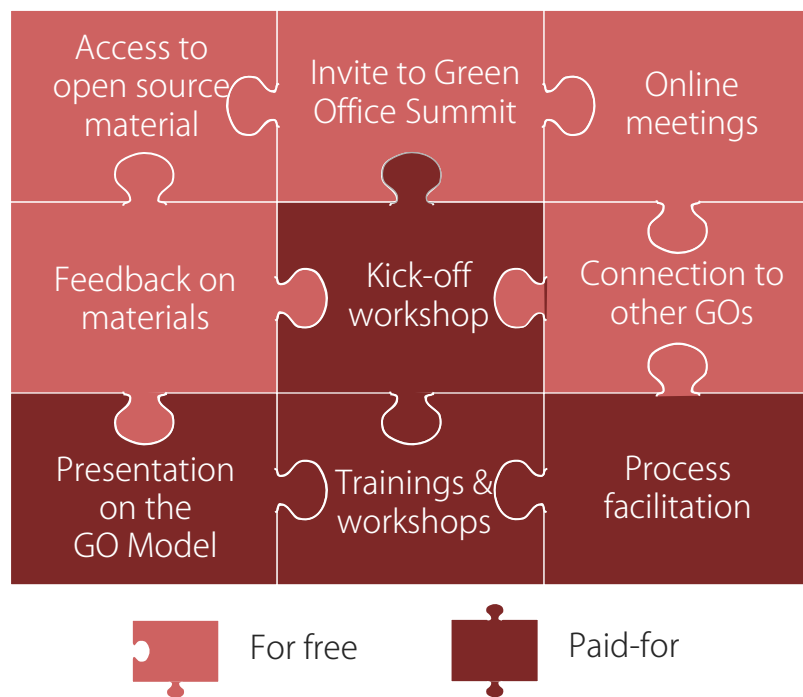 Access to
open source
material
Invite to Green
Office Summit
Online
meetings
Feedback on
materials
Kick-off
workshop
Connection to
other GOs
Presentation
on the
GO Model
Trainings &
workshops
Process
facilitation
For free
Paid-for